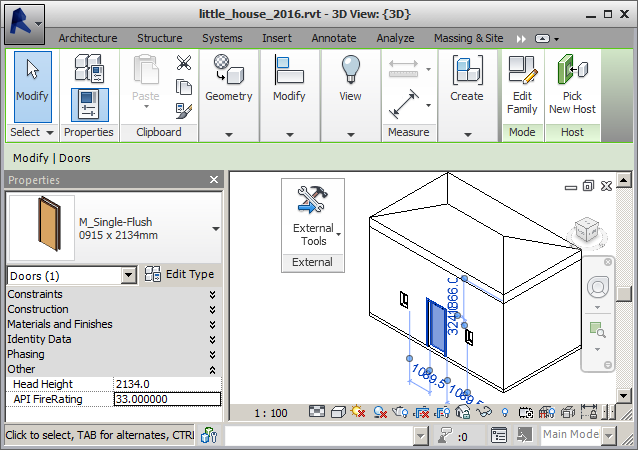 little_house_2016.rvt - 3D View: {3D}
Architecture Structure Systems Insert Annotate Analyze Massing & Site
Modify
Paste
Geometry
Modify
View
Create
Edit Family
Pick New Host
Select Properties Clipboard Measure Mode Host
Modify | Doors
Properties
M_Single-Flush
0915 x 2134mm
Doors (1) Edit Type
Constraints
Construction
Materials and Finishes
Identity Data
Phasing
Other
Head Height 2134.0
API FireRating 33.000000
External Tools
External
1089.5 1089.5
1 : 100
Click to select, TAB for alternates, CTR
:0
Main Mode